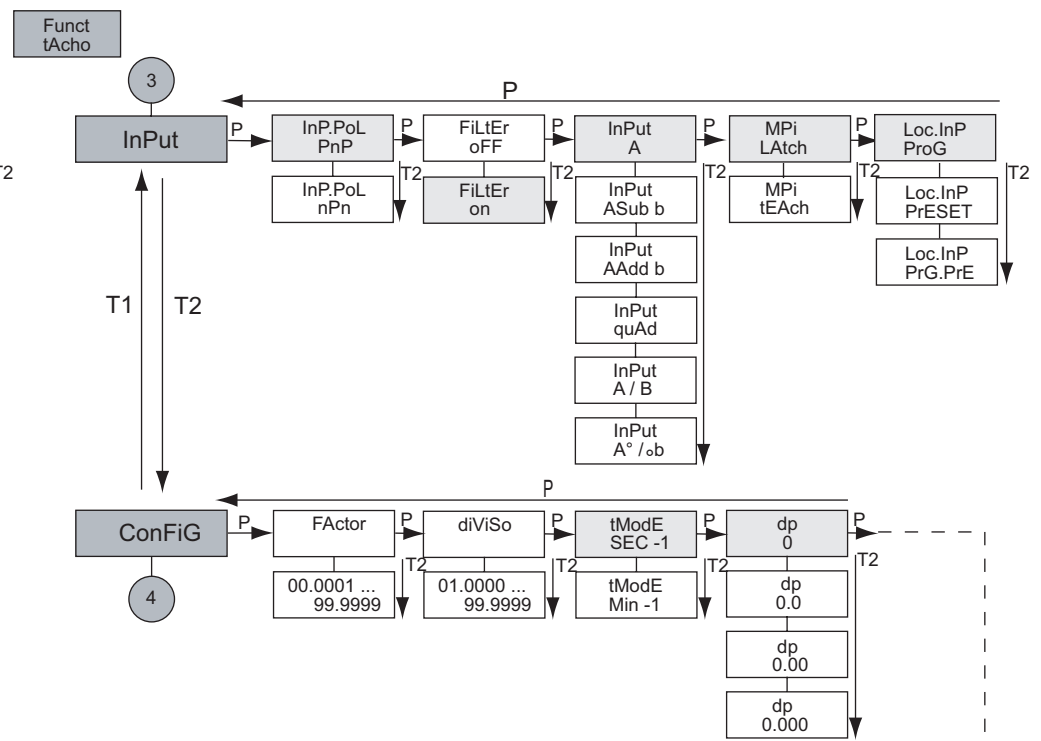 Funct
tAcho
3
P
InPut
P
InP.PoL
PnP
P
FiLtEr
oFF
P
InPut
A
P
MPi
LAtch
P
Loc.InP
ProG
T2
T2
T2
T2
T2
T2
InP.PoL
nPn
FiLtEr
on
InPut
ASub b
MPi
tEAch
Loc.InP
PrESET
InPut
AAdd b
Loc.InP
PrG.PrE
InPut
quAd
T1
T2
InPut
A / B
InPut
A° /ob
P
ConFiG
P
FActor
P
diViSo
P
tModE
SEC -1
P
dp
0
P
T2
T2
T2
T2
00.0001 ...
99.9999
01.0000 ...
99.9999
tModE
Min -1
dp
0.0
4
dp
0.00
dp
0.000